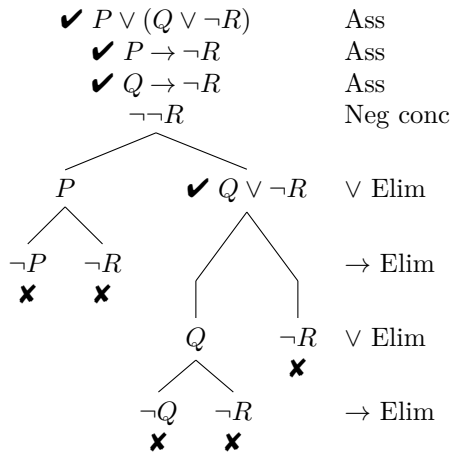 ✔ P ∨ (Q ∨ ¬R) Ass
✔ P → ¬R Ass
✔ Q → ¬R Ass
¬¬R Neg conc
P ✔ Q ∨ ¬R ∨ Elim
¬P ¬R → Elim
✘ ✘
Q ¬R ∨ Elim
✘
¬Q ¬R → Elim
✘ ✘